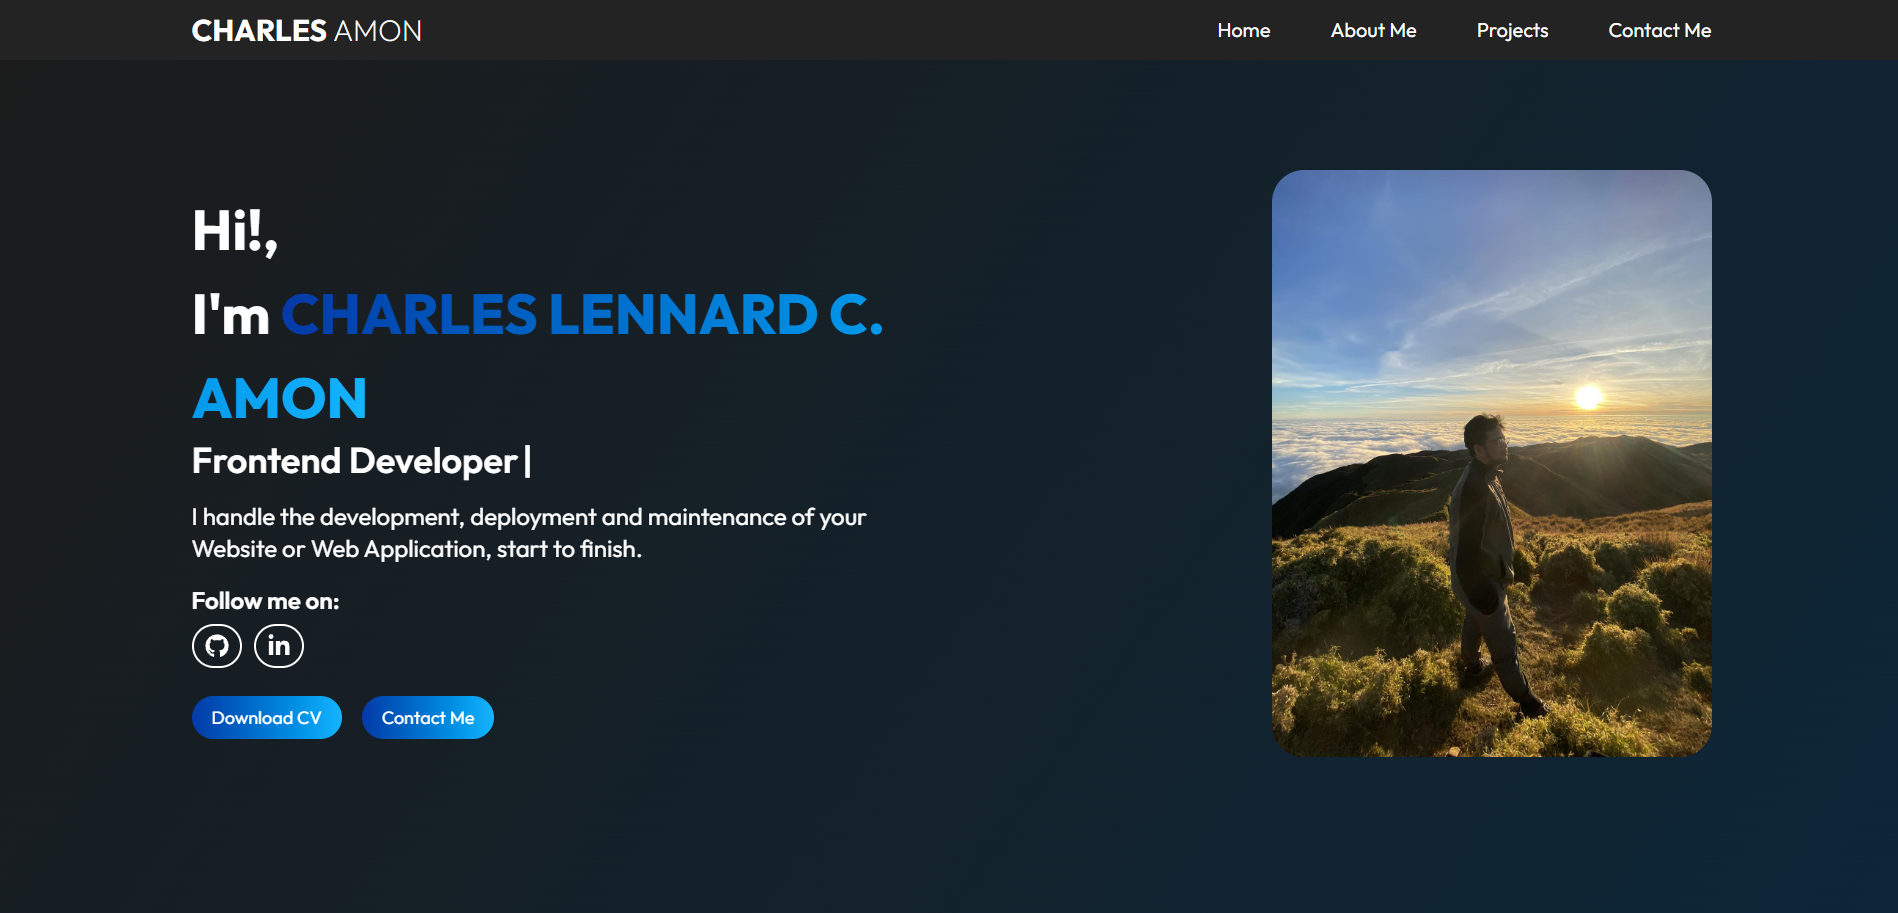 CHARLES AMON
Home
About Me
Projects
Contact Me
Hi!,
I'm CHARLES LENNARD C.
AMON
Frontend Developer|
I handle the development, deployment and maintenance of your
Website or Web Application, start to finish.
Follow me on:
in
Download CV
Contact Me